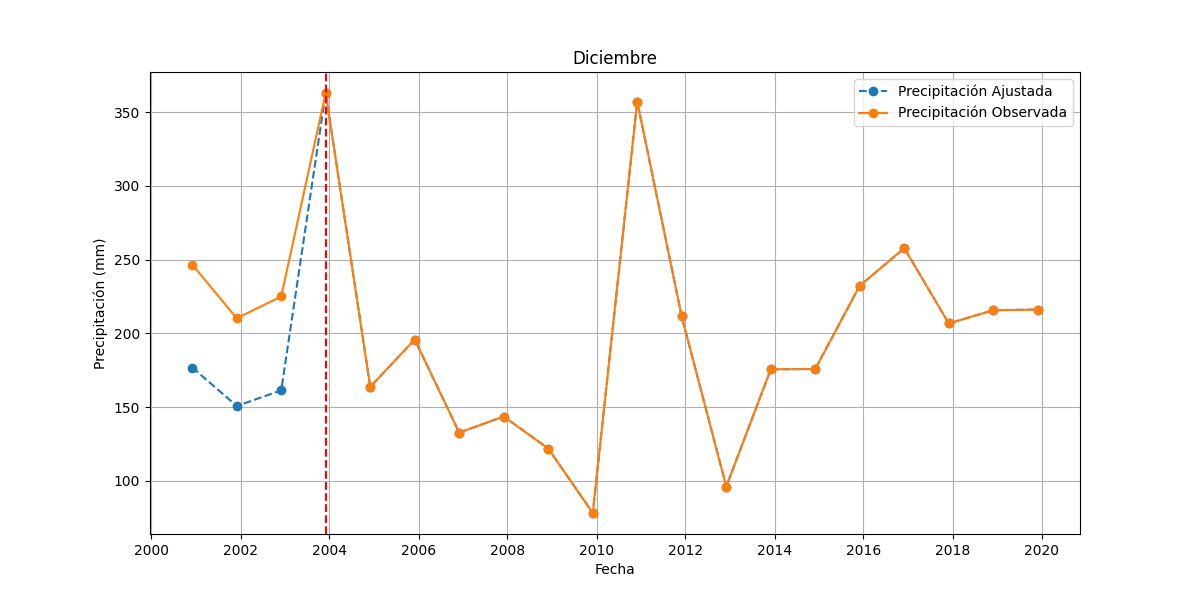 Diciembre
Precipitación Ajustada
Precipitación Observada
Precipitación (mm)
350
300
250
200
150
100
2000 2002 2004 2006 2008 2010 2012 2014 2016 2018 2020
Fecha